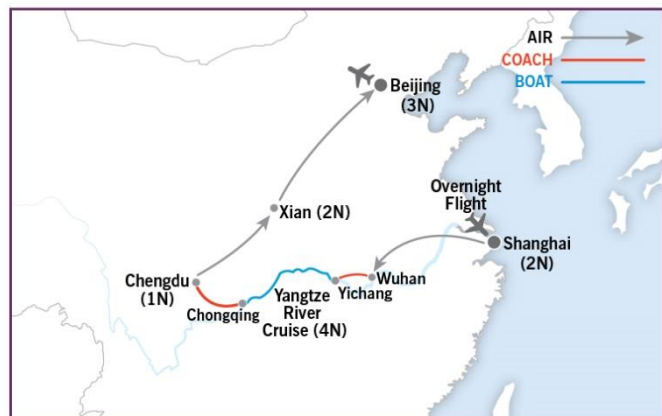 AIR
COACH
BOAT
Beijing
(3N)
Overnight
Flight
Xian (2N)
Shanghai
(2N)
Chengdu
(1N)
Wuhan
Yichang
Chongqing
Yangtze
River
Cruise (4N)